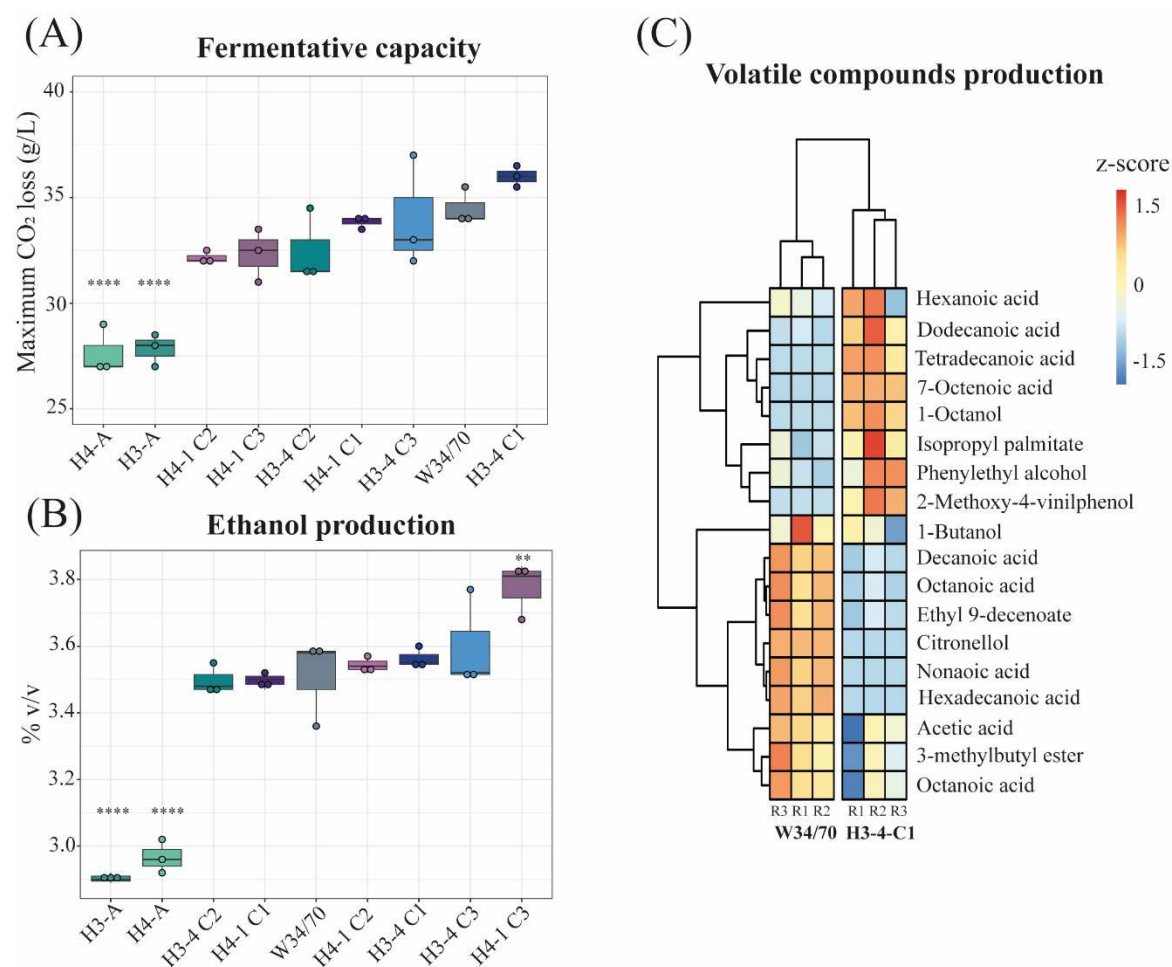 (A)
Fermentative capacity
Maximum CO₂ loss (g/L)
40
35
30
25
**** ****
H4-A H3-A H4-1 C2 H4-1 C3 H3-4 C2 H4-1 C1 H3-4 C3 W34/70 H3-4 C1
(B)
Ethanol production
% v/v
3.8
3.6
3.4
3.2
3.0
**** **** **
H3-A H4-A H3-4 C2 H4-1 C1 W34/70 H4-1 C2 H3-4 C1 H3-4 C3 H4-1 C3
(C)
Volatile compounds production
z-score
1.5
0
-1.5
Hexanoic acid
Dodecanoic acid
Tetradecanoic acid
7-Octenoic acid
1-Octanol
Isopropyl palmitate
Phenylethyl alcohol
2-Methoxy-4-vinilphenol
1-Butanol
Decanoic acid
Octanoic acid
Ethyl 9-decenoate
Citronellol
Nonaoic acid
Hexadecanoic acid
Acetic acid
3-methylbutyl ester
Octanoic acid
R3 R1 R2 R1 R2 R3
W34/70 H3-4-C1